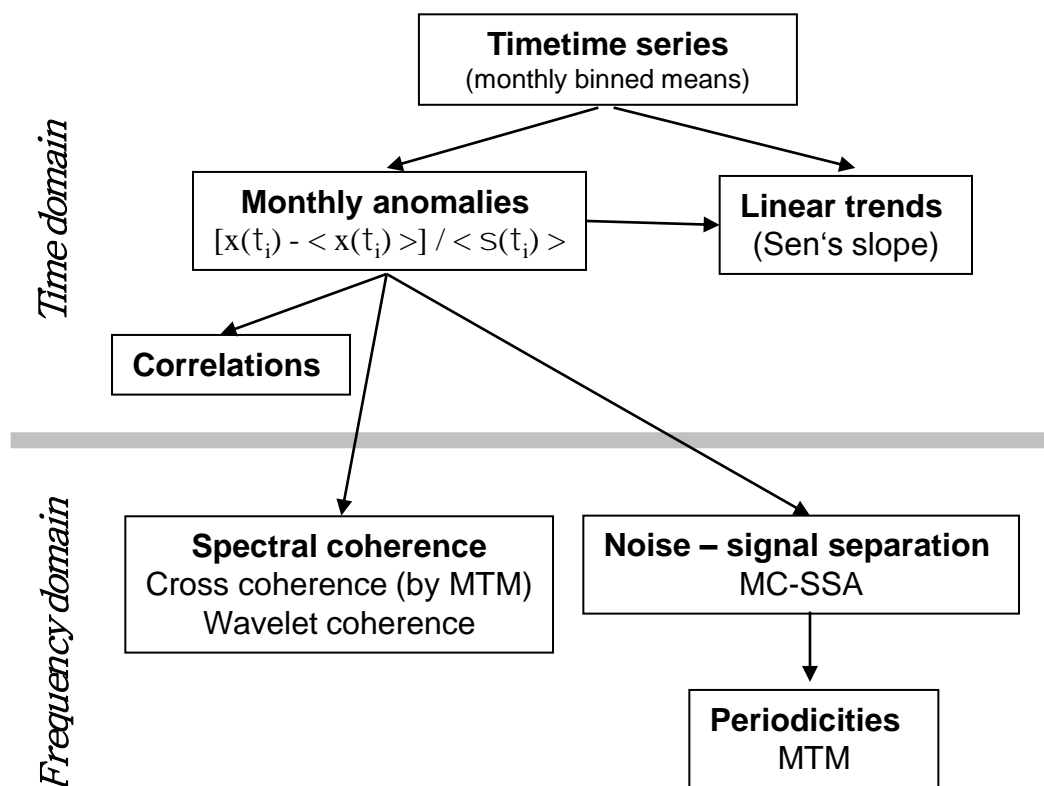 Timetime series
(monthly binned means)
Time domain
Monthly anomalies
[x(tᵢ) - < x(tᵢ) >] / < S(tᵢ) >
Linear trends
(Sen‘s slope)
Correlations
Frequency domain
Spectral coherence
Cross coherence (by MTM)
Wavelet coherence
Noise – signal separation
MC-SSA
Periodicities
MTM